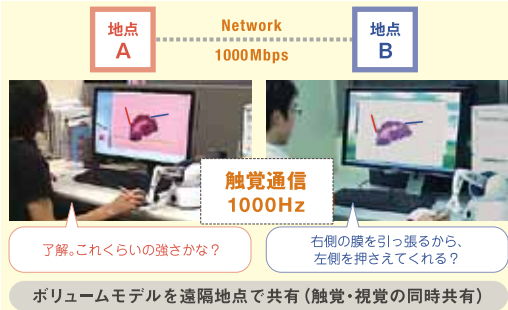 地点
A
Network
1000Mbps
地点
B
触覚通信
1000Hz
了解。これくらいの強さかな？
右側の膜を引っ張るから、
左側を押さえてくれる？
ボリュームモデルを遠隔地点で共有（触覚・視覚の同時共有）